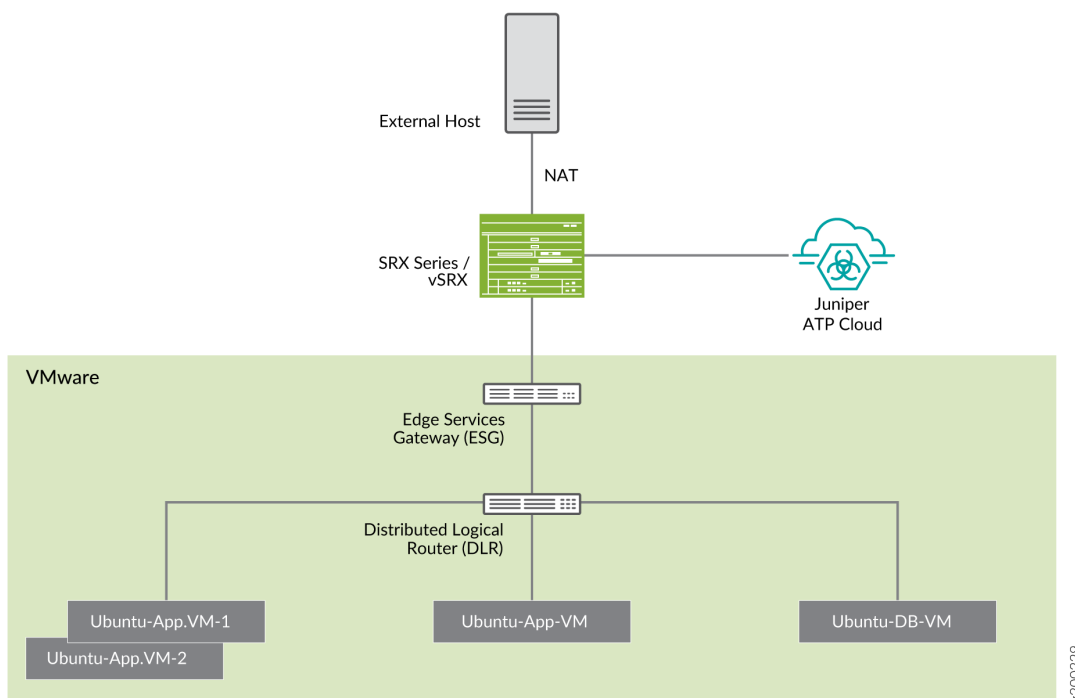 External Host
NAT
SRX Series /
vSRX
Juniper
ATP Cloud
VMware
Edge Services
Gateway (ESG)
Distributed Logical
Router (DLR)
Ubuntu-App.VM-1
Ubuntu-App.VM-2
Ubuntu-App-VM
Ubuntu-DB-VM